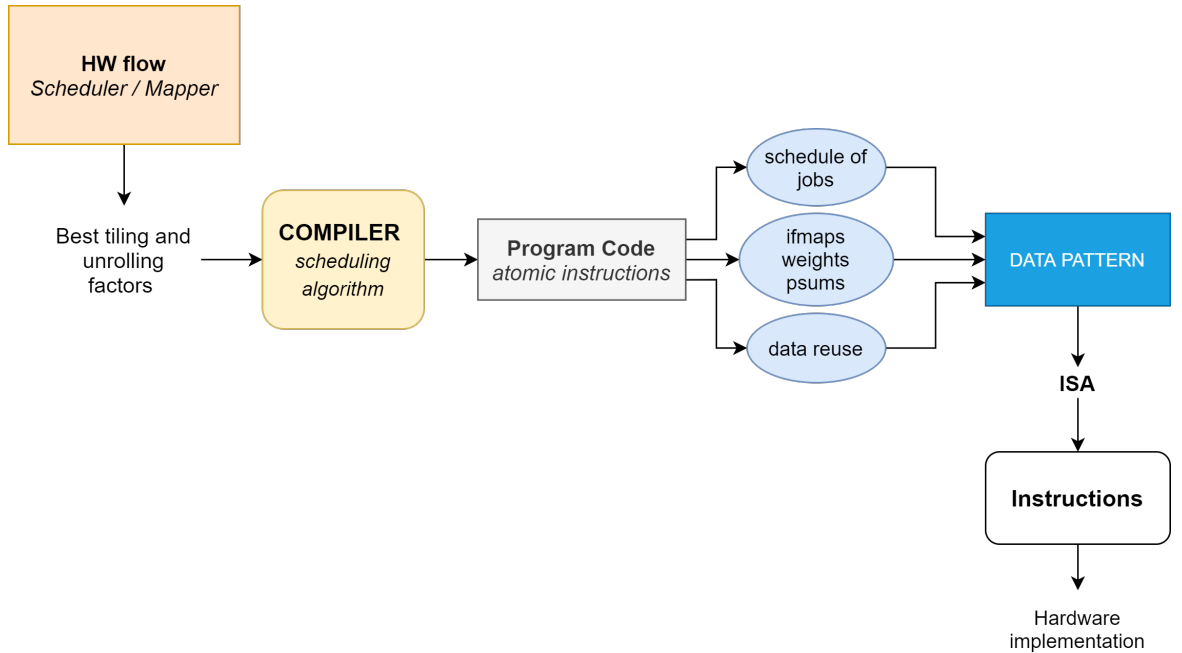 HW flow
Scheduler / Mapper
Best tiling and
unrolling
factors
COMPILER
scheduling
algorithm
Program Code
atomic instructions
schedule of
jobs
ifmaps
weights
psums
data reuse
DATA PATTERN
ISA
Instructions
Hardware
implementation